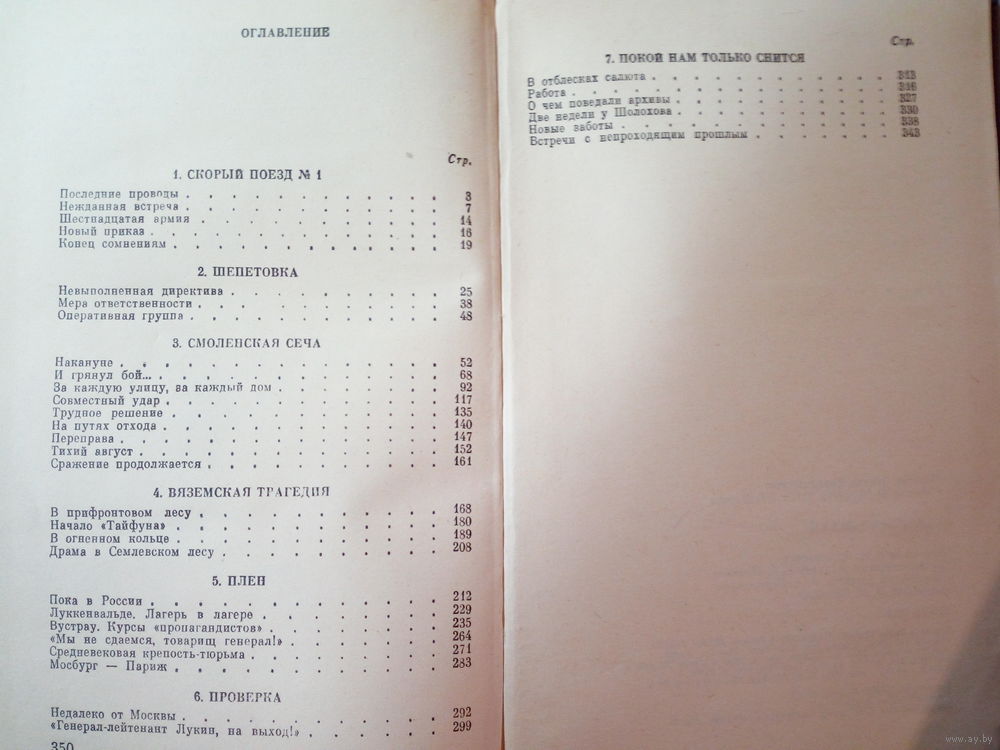 ОГЛАВЛЕНИЕ
Стр.
1. СКОРЫЙ ПОЕЗД № 1
Последние проводы . . . . . . . . . . . 3
Нежданная встреча . . . . . . . . . . . 7
Шестнадцатая армия . . . . . . . . . . 14
Новый приказ . . . . . . . . . . . . 16
Конец сомнениям . . . . . . . . . . . 19
2. ШЕПЕТОВКА
Невыполненная директива . . . . . . . . . 25
Мера ответственности . . . . . . . . . . 38
Оперативная группа . . . . . . . . . . . 48
3. СМОЛЕНСКАЯ СЕЧА
Накануне . . . . . . . . . . . . . . 52
И грянул бой... . . . . . . . . . . . . 68
За каждую улицу, за каждый дом . . . . . . . 92
Совместный удар . . . . . . . . . . . . 117
Трудное решение . . . . . . . . . . . . 135
На путях отхода . . . . . . . . . . . . 140
Переправа . . . . . . . . . . . . . . 147
Тихий август . . . . . . . . . . . . . 152
Сражение продолжается . . . . . . . . . . 161
4. ВЯЗЕМСКАЯ ТРАГЕДИЯ
В прифронтовом лесу . . . . . . . . . . 168
Начало «Тайфуна» . . . . . . . . . . . 180
В огненном кольце . . . . . . . . . . . 189
Драма в Семлевском лесу . . . . . . . . . 208
5. ПЛЕН
Пока в России . . . . . . . . . . . . 212
Луккенвальде. Лагерь в лагере . . . . . . . 229
Вустрау. Курсы «пропагандистов» . . . . . . . 235
«Мы не сдаемся, товарищ генерал!» . . . . . . 264
Средневековая крепость-тюрьма . . . . . . . . 271
Мосбург — Париж . . . . . . . . . . . 283
6. ПРОВЕРКА
Недалеко от Москвы . . . . . . . . . . . 292
«Генерал-лейтенант Лукин, на выход!» . . . . . 299
350
Стр.
7. ПОКОЙ НАМ ТОЛЬКО СНИТСЯ
В отблесках салюта . . . . . . . . . . . 313
Работа . . . . . . . . . . . . . . 316
О чем поведали архивы . . . . . . . . . . 327
Две недели у Шолохова . . . . . . . . . . 330
Новые заботы . . . . . . . . . . . . 338
Встречи с непроходящим прошлым . . . . . . . 343
www.ay.by